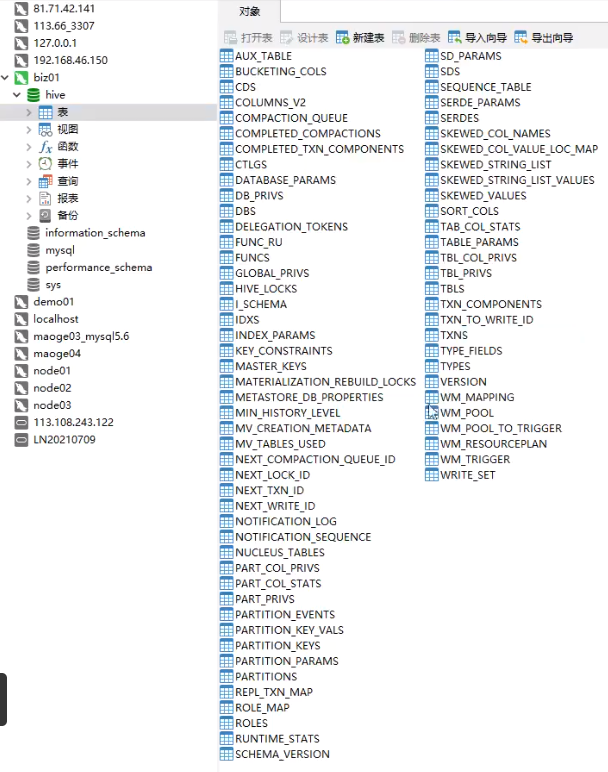 81.71.42.141
113.66_3307
127.0.0.1
192.168.46.150
biz01
hive
表
视图
函数
事件
查询
报表
备份
information_schema
mysql
performance_schema
sys
demo01
localhost
maoge03_mysql5.6
maoge04
node01
node02
node03
113.108.243.122
LN20210709
对象
打开表 设计表 新建表 删除表 导入向导 导出向导
AUX_TABLE
BUCKETING_COLS
CDS
COLUMNS_V2
COMPACTION_QUEUE
COMPLETED_COMPACTIONS
COMPLETED_TXN_COMPONENTS
CTLGS
DATABASE_PARAMS
DB_PRIVS
DBS
DELEGATION_TOKENS
FUNC_RU
FUNCS
GLOBAL_PRIVS
HIVE_LOCKS
I_SCHEMA
IDXS
INDEX_PARAMS
KEY_CONSTRAINTS
MASTER_KEYS
MATERIALIZATION_REBUILD_LOCKS
METASTORE_DB_PROPERTIES
MIN_HISTORY_LEVEL
MV_CREATION_METADATA
MV_TABLES_USED
NEXT_COMPACTION_QUEUE_ID
NEXT_LOCK_ID
NEXT_TXN_ID
NEXT_WRITE_ID
NOTIFICATION_LOG
NOTIFICATION_SEQUENCE
NUCLEUS_TABLES
PART_COL_PRIVS
PART_COL_STATS
PART_PRIVS
PARTITION_EVENTS
PARTITION_KEY_VALS
PARTITION_KEYS
PARTITION_PARAMS
PARTITIONS
REPL_TXN_MAP
ROLE_MAP
ROLES
RUNTIME_STATS
SCHEMA_VERSION
SD_PARAMS
SDS
SEQUENCE_TABLE
SERDE_PARAMS
SERDES
SKEWED_COL_NAMES
SKEWED_COL_VALUE_LOC_MAP
SKEWED_STRING_LIST
SKEWED_STRING_LIST_VALUES
SKEWED_VALUES
SORT_COLS
TAB_COL_STATS
TABLE_PARAMS
TBL_COL_PRIVS
TBL_PRIVS
TBLS
TXN_COMPONENTS
TXN_TO_WRITE_ID
TXNS
TYPE_FIELDS
TYPES
VERSION
WM_MAPPING
WM_POOL
WM_POOL_TO_TRIGGER
WM_RESOURCEPLAN
WM_TRIGGER
WRITE_SET